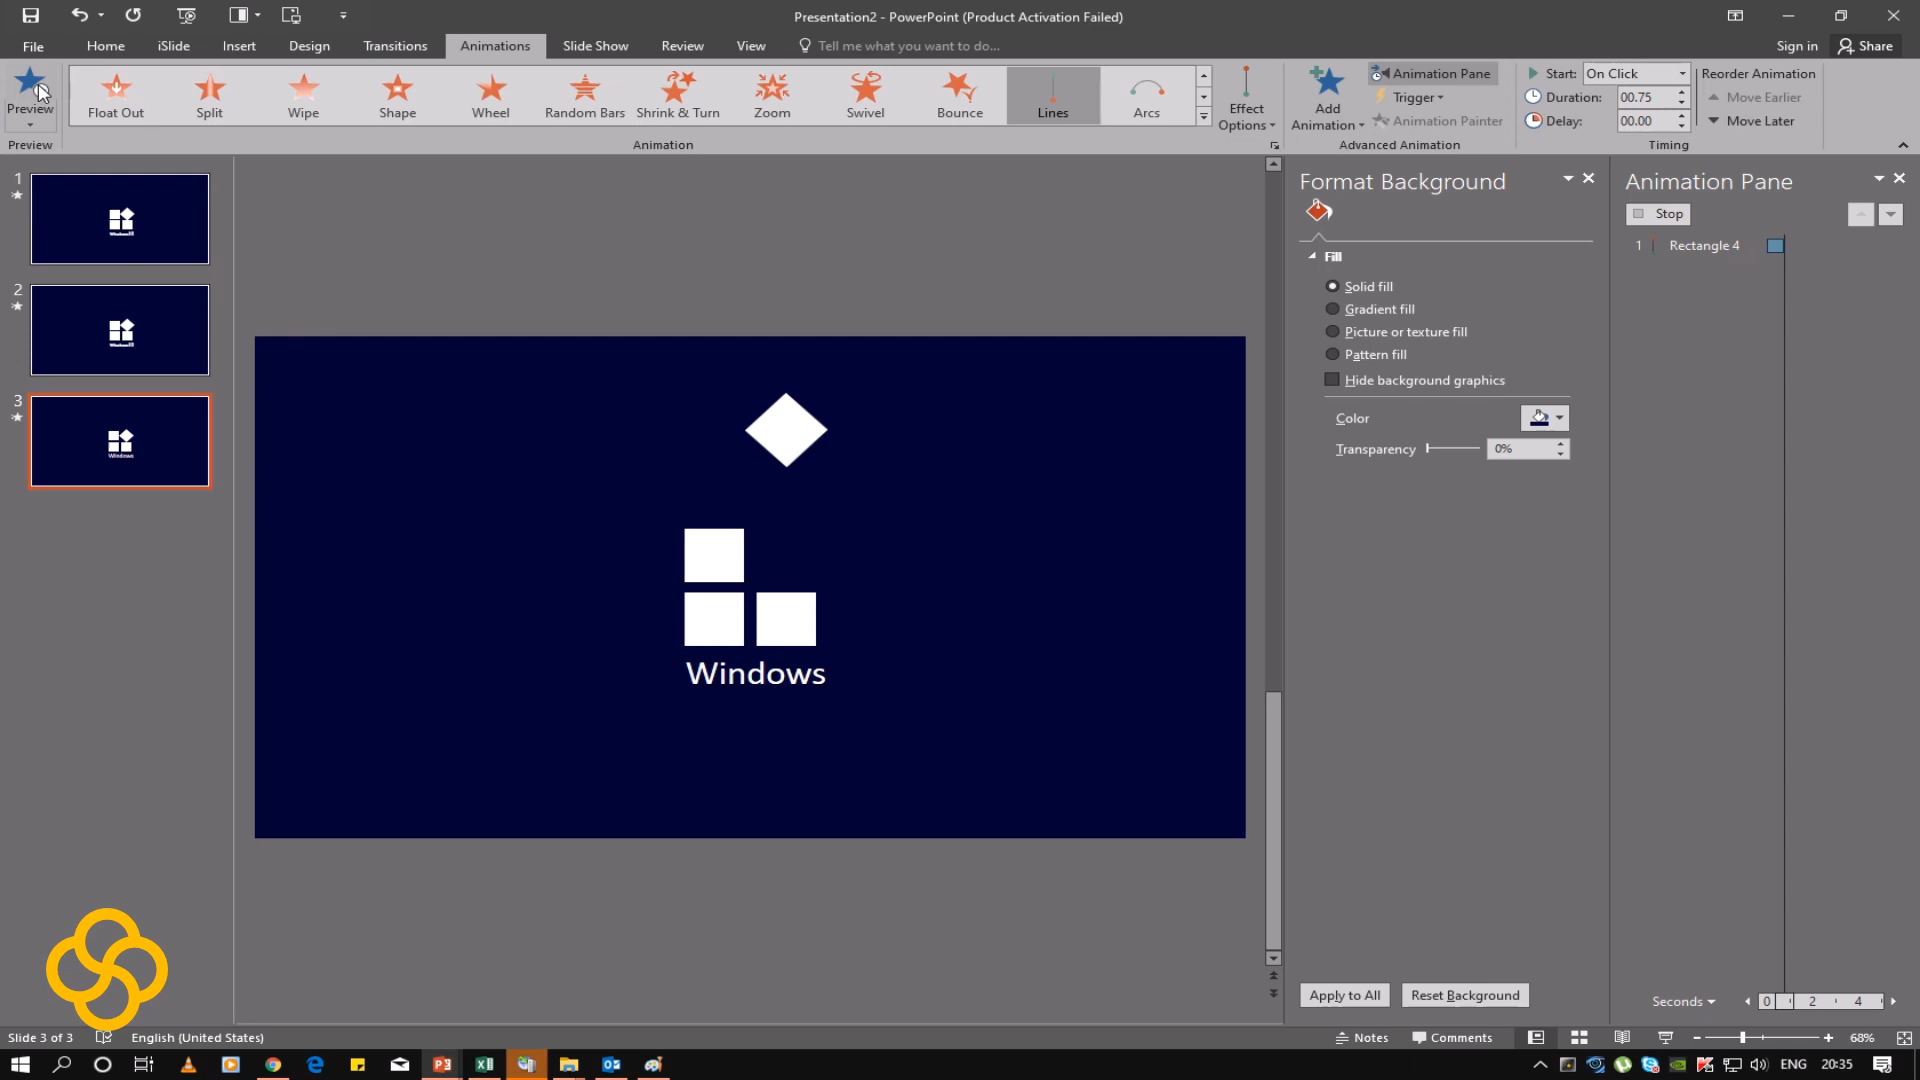 Presentation2 - PowerPoint (Product Activation Failed)
File Home iSlide Insert Design Transitions Animations Slide Show Review View Tell me what you want to do... Sign in Share
Preview Float Out Split Wipe Shape Wheel Random Bars Shrink & Turn Zoom Swivel Bounce Lines Arcs
Effect Options
Add Animation
Animation Pane
Trigger
Animation Painter
Start: On Click
Duration: 00.75
Delay: 00.00
Reorder Animation
Move Earlier
Move Later
Preview Animation Advanced Animation Timing
1
2
3
Windows
Format Background
Fill
Solid fill
Gradient fill
Picture or texture fill
Pattern fill
Hide background graphics
Color
Transparency 0%
Apply to All Reset Background
Animation Pane
Stop
1 Rectangle 4
Seconds 0 2 4
Windows
Slide 3 of 3 English (United States) Notes Comments 68%
ENG 20:35